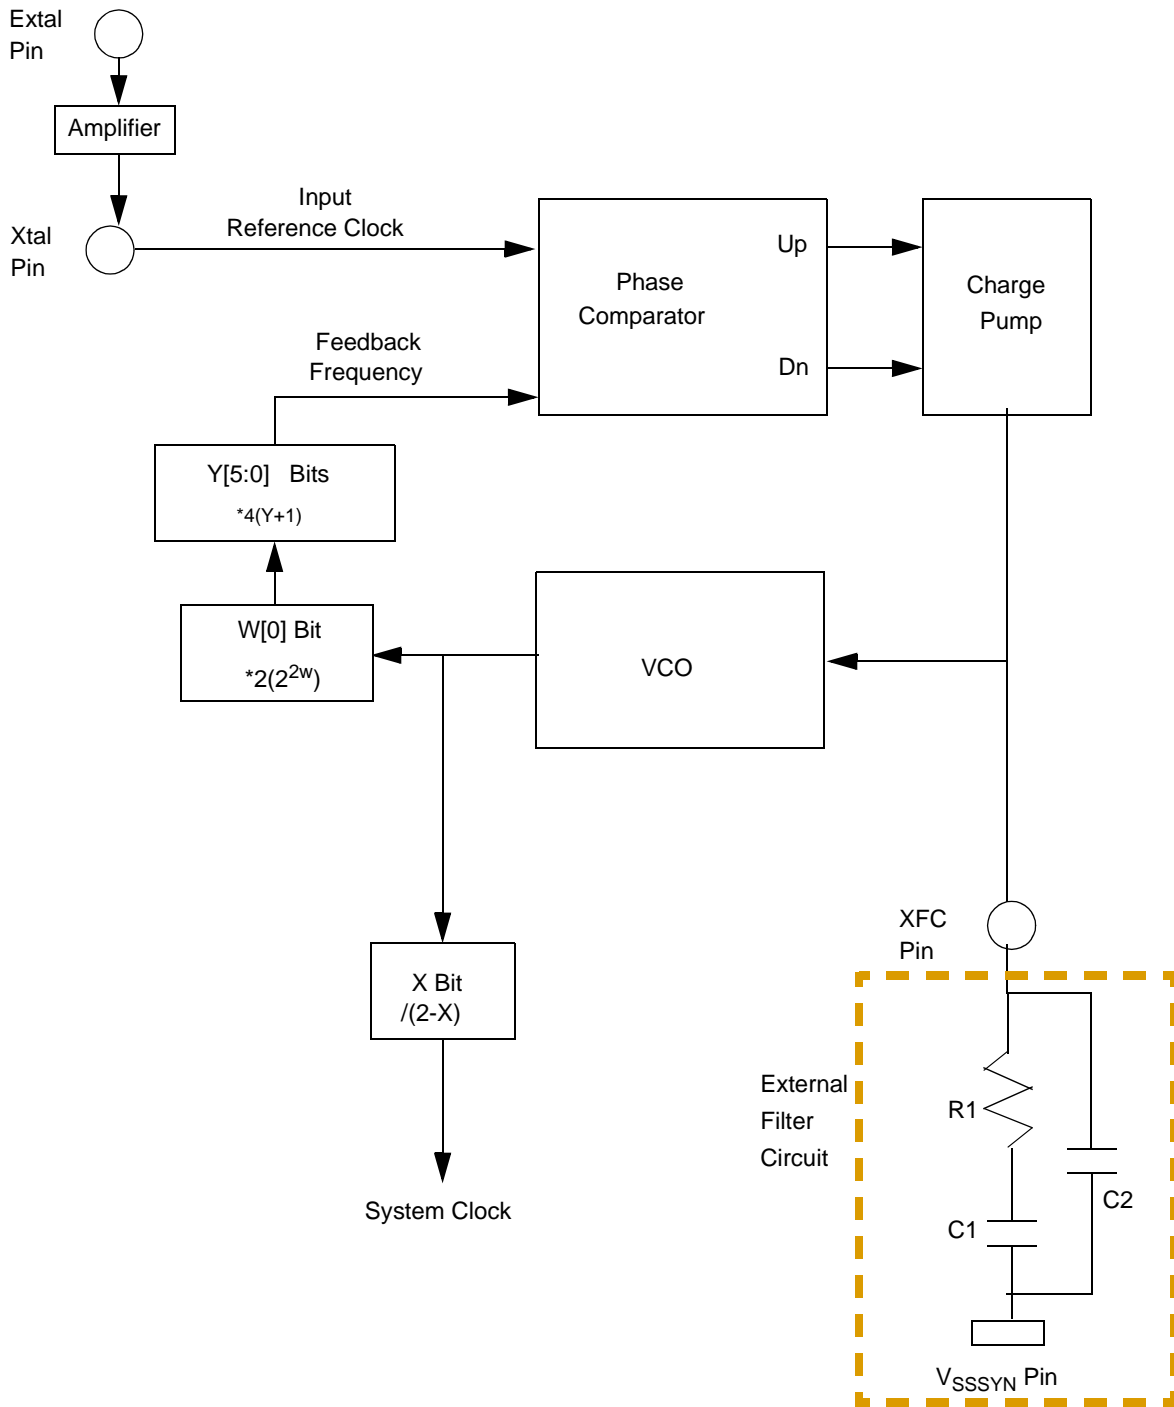 Extal
Pin
Amplifier
Xtal
Pin
Input
Reference Clock
Phase
Comparator
Up
Dn
Charge
Pump
Feedback
Frequency
Y[5:0] Bits
*4(Y+1)
W[0] Bit
*2(2^2w)
VCO
X Bit
/(2-X)
System Clock
XFC
Pin
External
Filter
Circuit
R1
C1
C2
VSSSYN Pin